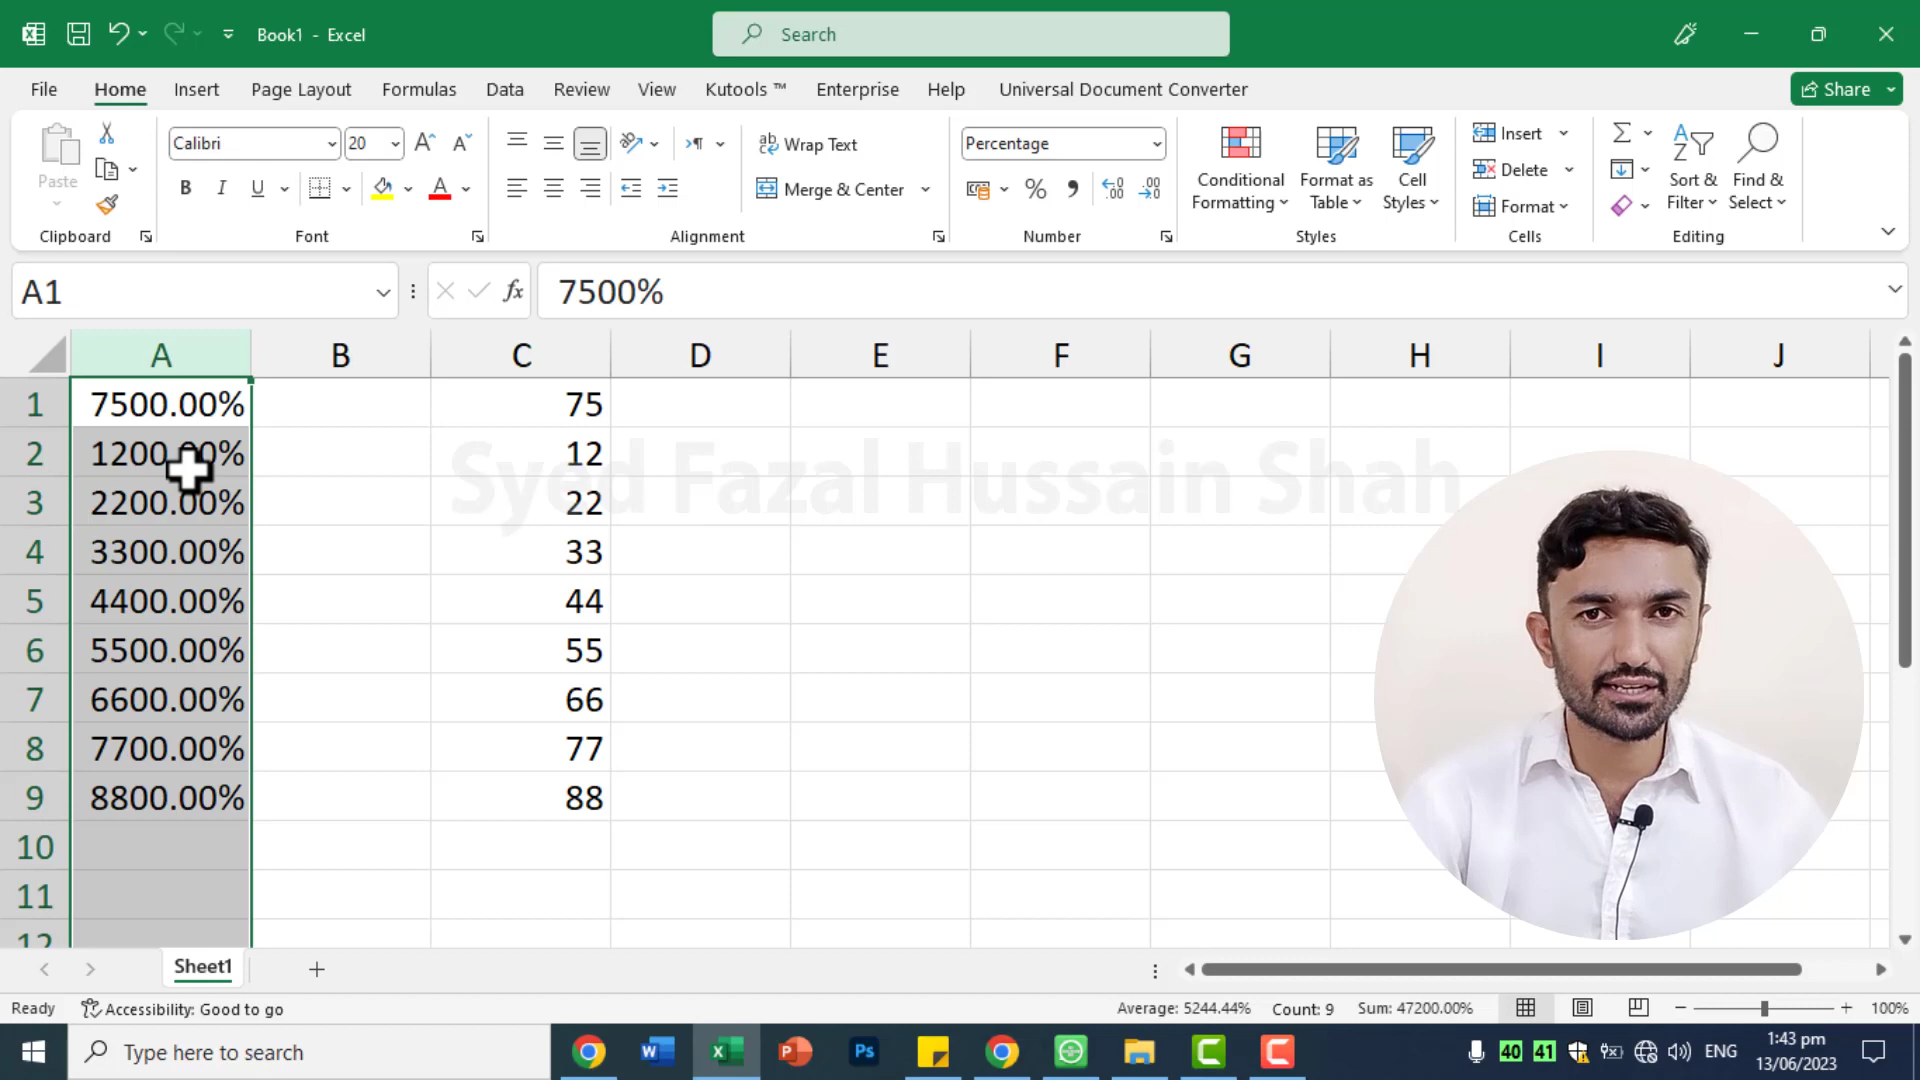 Book1 - Excel
Search
File Home Insert Page Layout Formulas Data Review View Kutools ™ Enterprise Help Universal Document Converter Share
Paste
Calibri 20
B I U A
Wrap Text
Merge & Center
Percentage
Conditional Formatting
Format as Table
Cell Styles
Insert
Delete
Format
Sort & Filter
Find & Select
Clipboard Font Alignment Number Styles Cells Editing
A1 fx 7500%
A B C D E F G H I J
1 7500.00% 75
2 1200.00% 12
Syed Fazal Hussain Shah
3 2200.00% 22
4 3300.00% 33
5 4400.00% 44
6 5500.00% 55
7 6600.00% 66
8 7700.00% 77
9 8800.00% 88
10
11
12
Sheet1
Ready Accessibility: Good to go Average: 5244.44% Count: 9 Sum: 47200.00% 100%
Type here to search
40 41 ENG
1:43 pm
13/06/2023